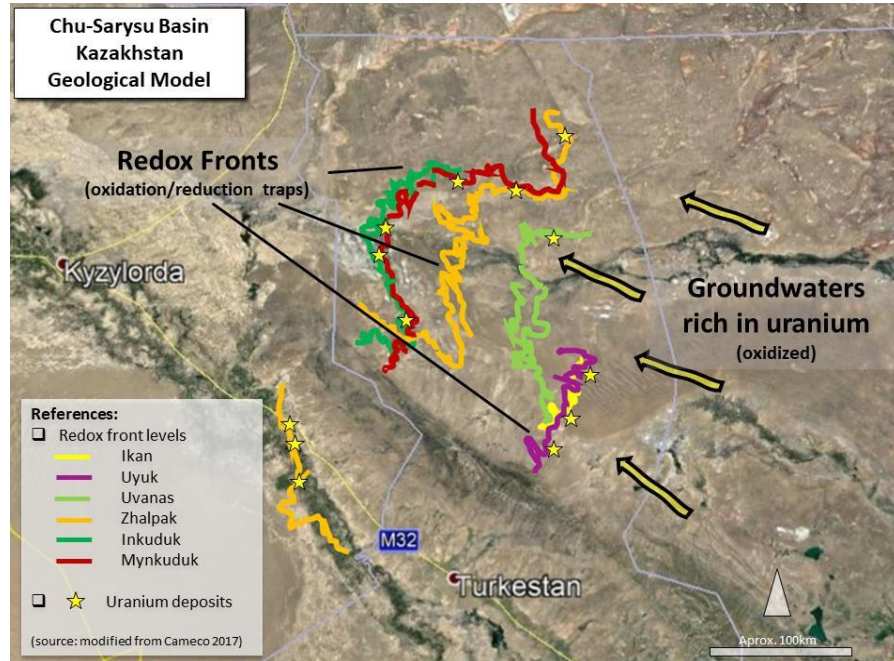 Chu-Sarysu Basin
Kazakhstan
Geological Model
Redox Fronts
(oxidation/reduction traps)
Kyzylorda
Groundwaters
rich in uranium
(oxidized)
References:
Redox front levels
Ikan
Uyuk
Uvanas
Zhalpak
Inkuduk
Mynkuduk
Uranium deposits
(source: modified from Cameco 2017)
M32
Turkestan
Aprox. 100km